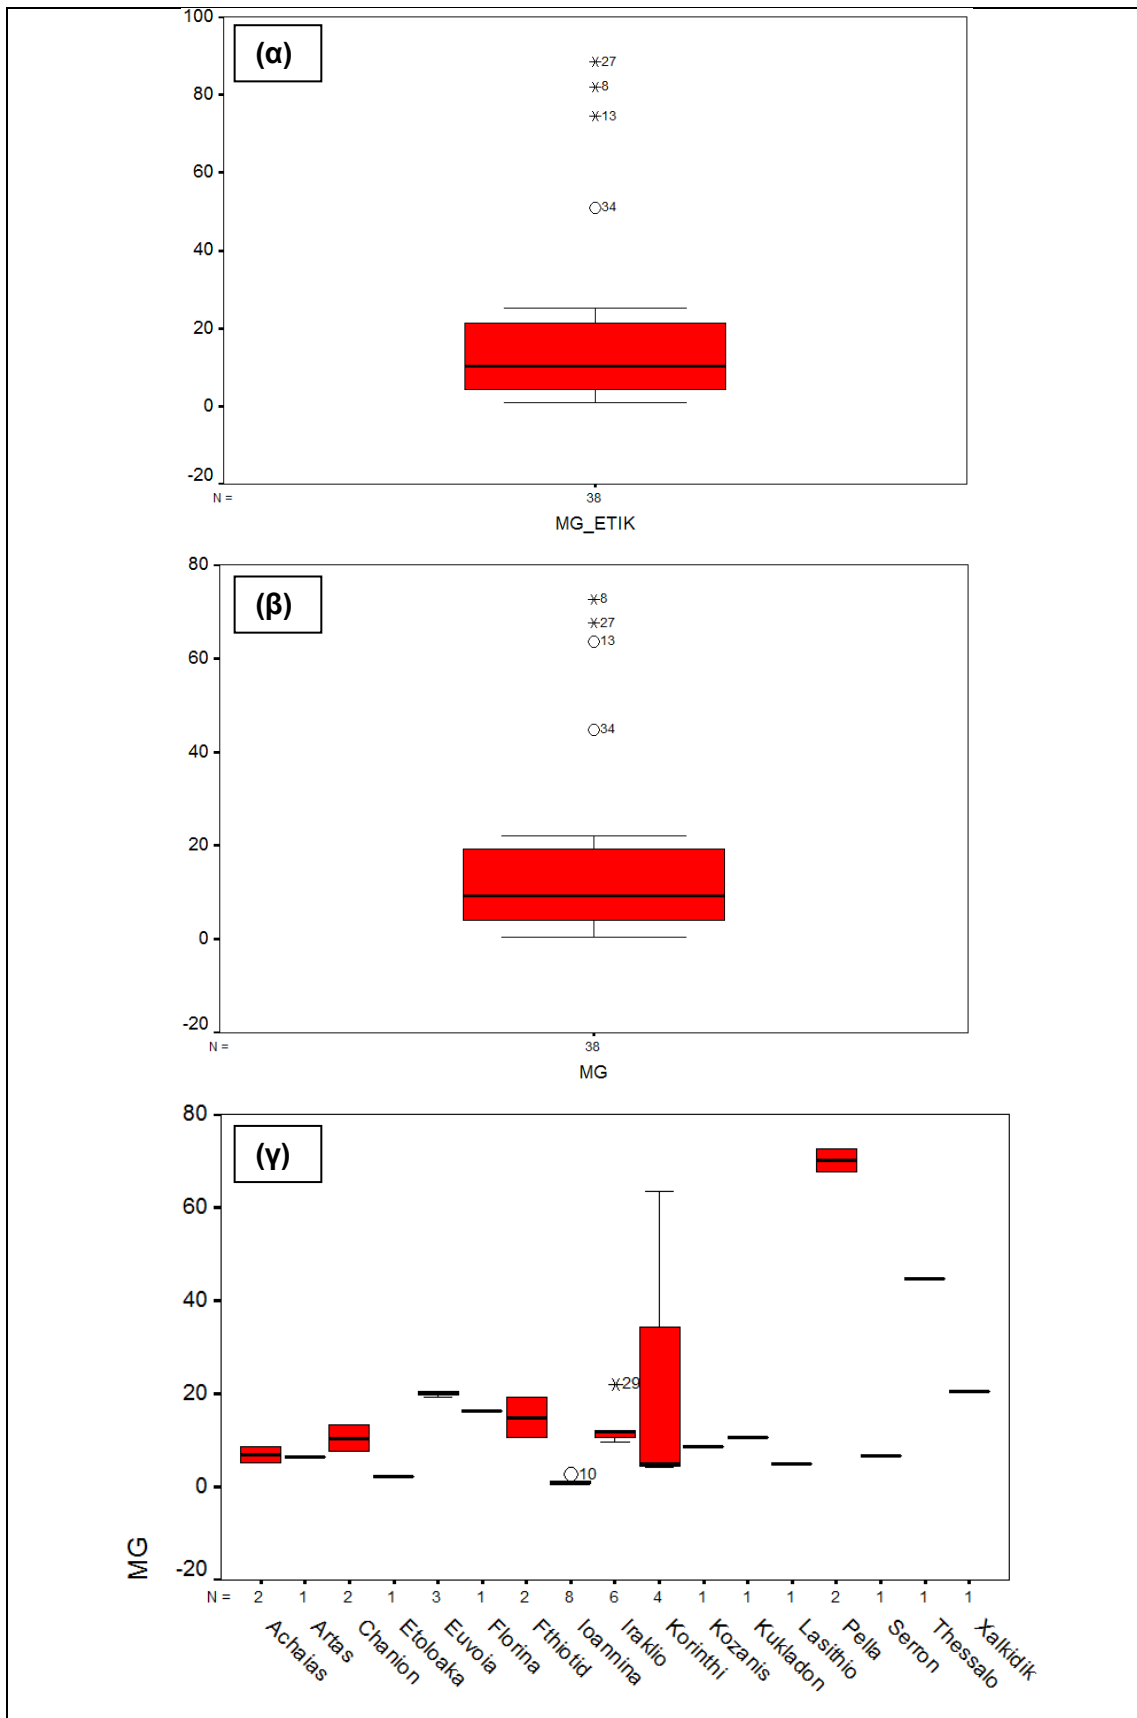 (α)
100
80
60
40
20
0
-20
27
8
13
34
N =
38
MG_ETIK
(β)
80
60
40
20
0
-20
8
27
13
34
N =
38
MG
(γ)
80
60
40
20
0
-20
MG
29
10
N = 2 1 2 1 3 1 2 8 6 4 1 1 1 2 1 1 1
Achaias
Artas
Chanion
Etoloaka
Euvoia
Florina
Fthiotid
Ioannina
Iraklio
Korinthi
Kozanis
Kukladon
Lasithio
Pella
Serron
Thessalo
Xalkidik